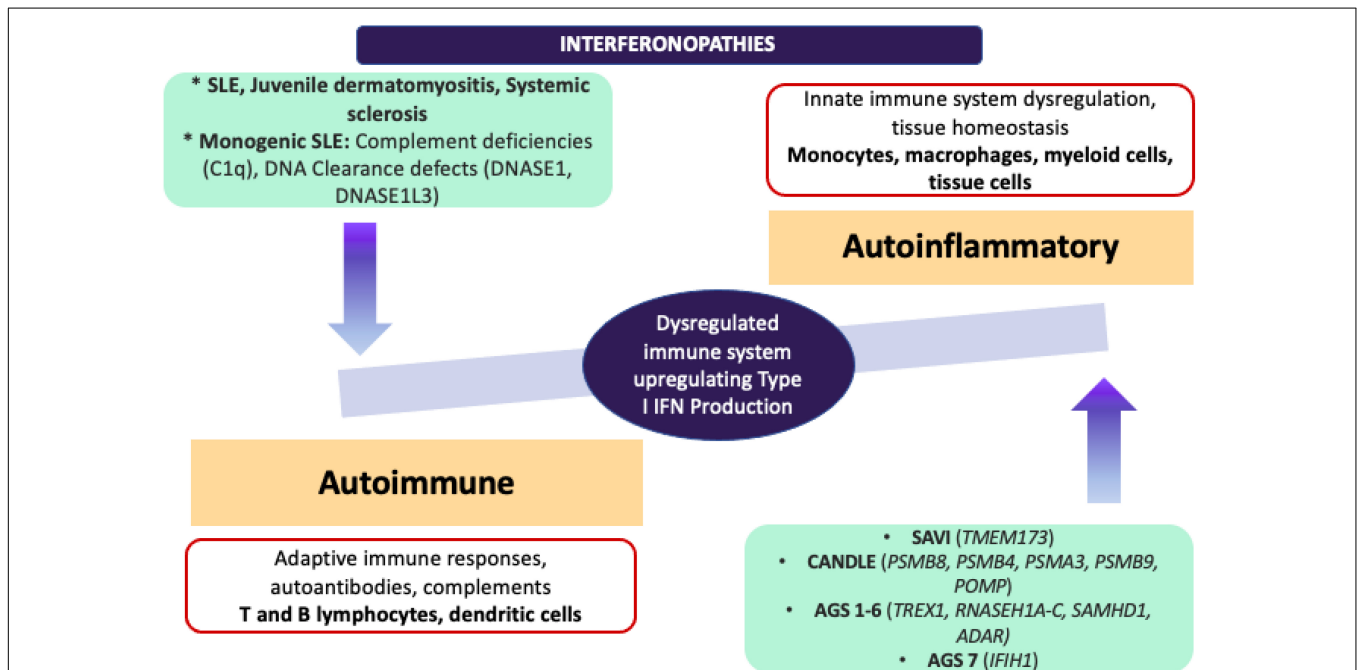 INTERFERONOPATHIES
* SLE, Juvenile dermatomyositis, Systemic
sclerosis
* Monogenic SLE: Complement deficiencies
(C1q), DNA Clearance defects (DNASE1,
DNASE1L3)
Innate immune system dysregulation,
tissue homeostasis
Monocytes, macrophages, myeloid cells,
tissue cells
Autoinflammatory
Dysregulated
immune system
upregulating Type
I IFN Production
Autoimmune
Adaptive immune responses,
autoantibodies, complements
T and B lymphocytes, dendritic cells
• SAVI (TMEM173)
• CANDLE (PSMB8, PSMB4, PSMA3, PSMB9,
POMP)
• AGS 1-6 (TREX1, RNASEH1A-C, SAMHD1,
ADAR)
• AGS 7 (IFIH1)